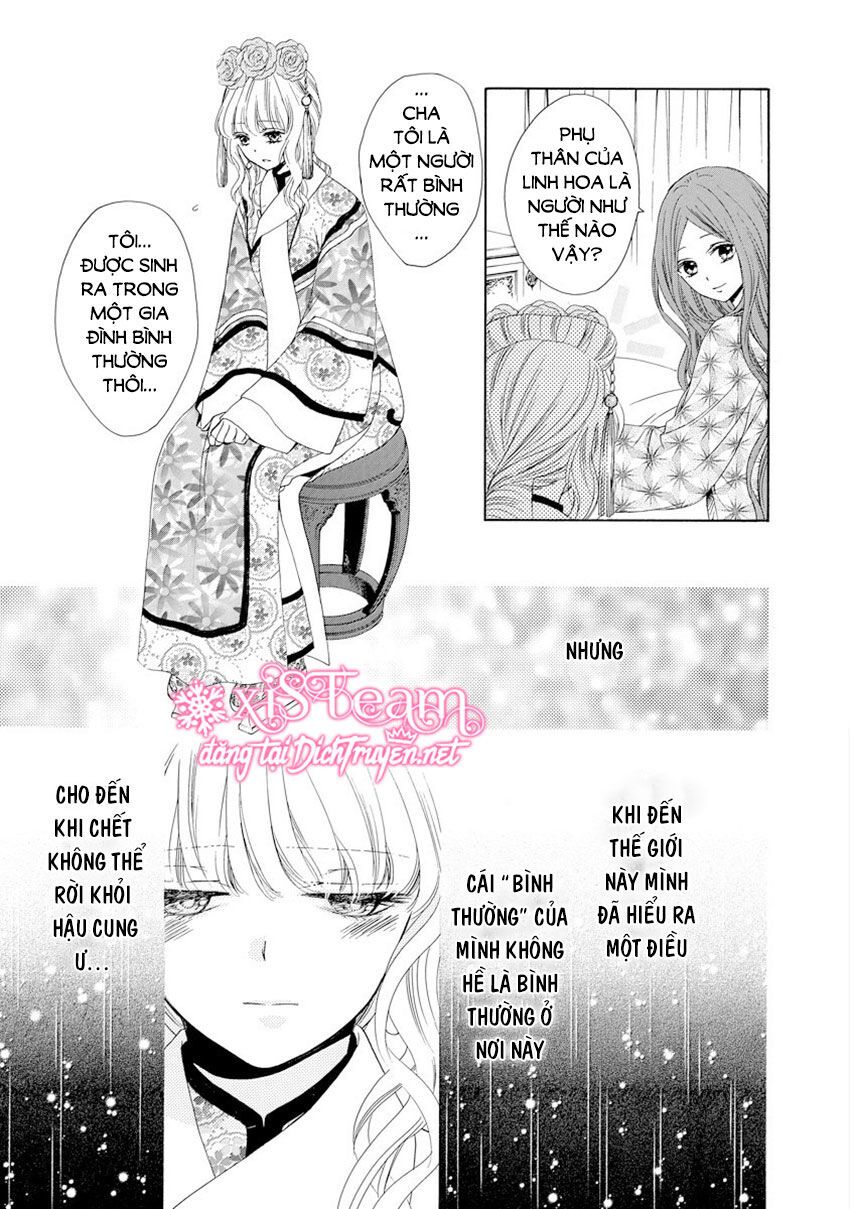 PHỤ
THÂN CỦA
LINH HOA LÀ
NGƯỜI NHƯ
THẾ NÀO
VẬY?
...
CHA
TÔI LÀ
MỘT NGƯỜI
RẤT BÌNH
THƯỜNG
...
TÔI...
ĐƯỢC SINH
RA TRONG
MỘT GIA
ĐÌNH BÌNH
THƯỜNG
THÔI...
NHƯNG
xiSTeam
đăng tại DichTruyen.net
KHI ĐẾN
THẾ GIỚI
NÀY MÌNH
ĐÃ HIỂU RA
MỘT ĐIỀU
CÁI “BÌNH
THƯỜNG” CỦA
MÌNH KHÔNG
HỀ LÀ BÌNH
THƯỜNG Ở
NƠI NÀY
CHO ĐẾN
KHI CHẾT
KHÔNG THỂ
RỜI KHỎI
HẬU CUNG
Ư...